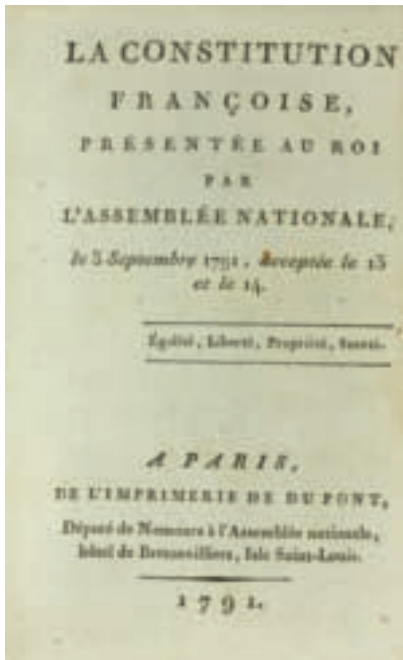 LA CONSTITUTION
FRANÇOISE,
PRÉSENTÉE AU ROI
PAR
L'ASSEMBLÉE NATIONALE,
le 3 Septembre 1791, acceptée le 13
et le 14.
Égalité, Liberté, Propriété, Sureté.
A PARIS,
DE L'IMPRIMERIE DE DU PONT,
Député de Nemours à l'Assemblée nationale,
hôtel de Bretonvilliers, Isle Saint-Louis.
1791.